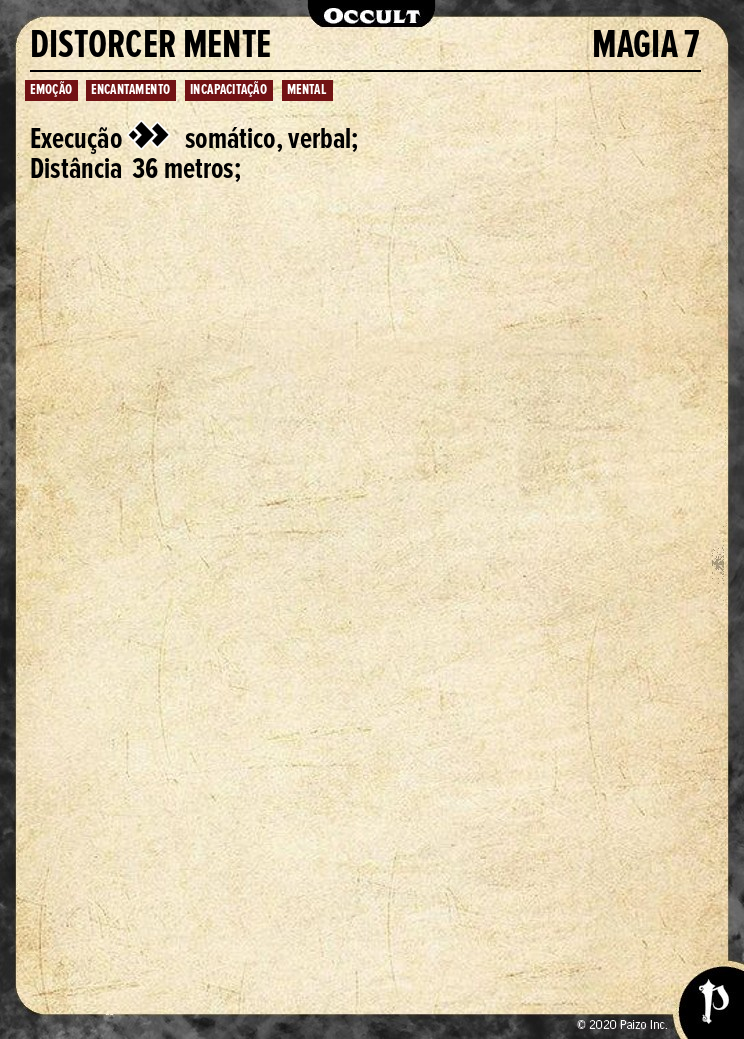 OCCULT
DISTORCER MENTE MAGIA 7
EMOÇÃO ENCANTAMENTO INCAPACITAÇÃO MENTAL
Execução somático, verbal;
Distância 36 metros;
© 2020 Paizo Inc.